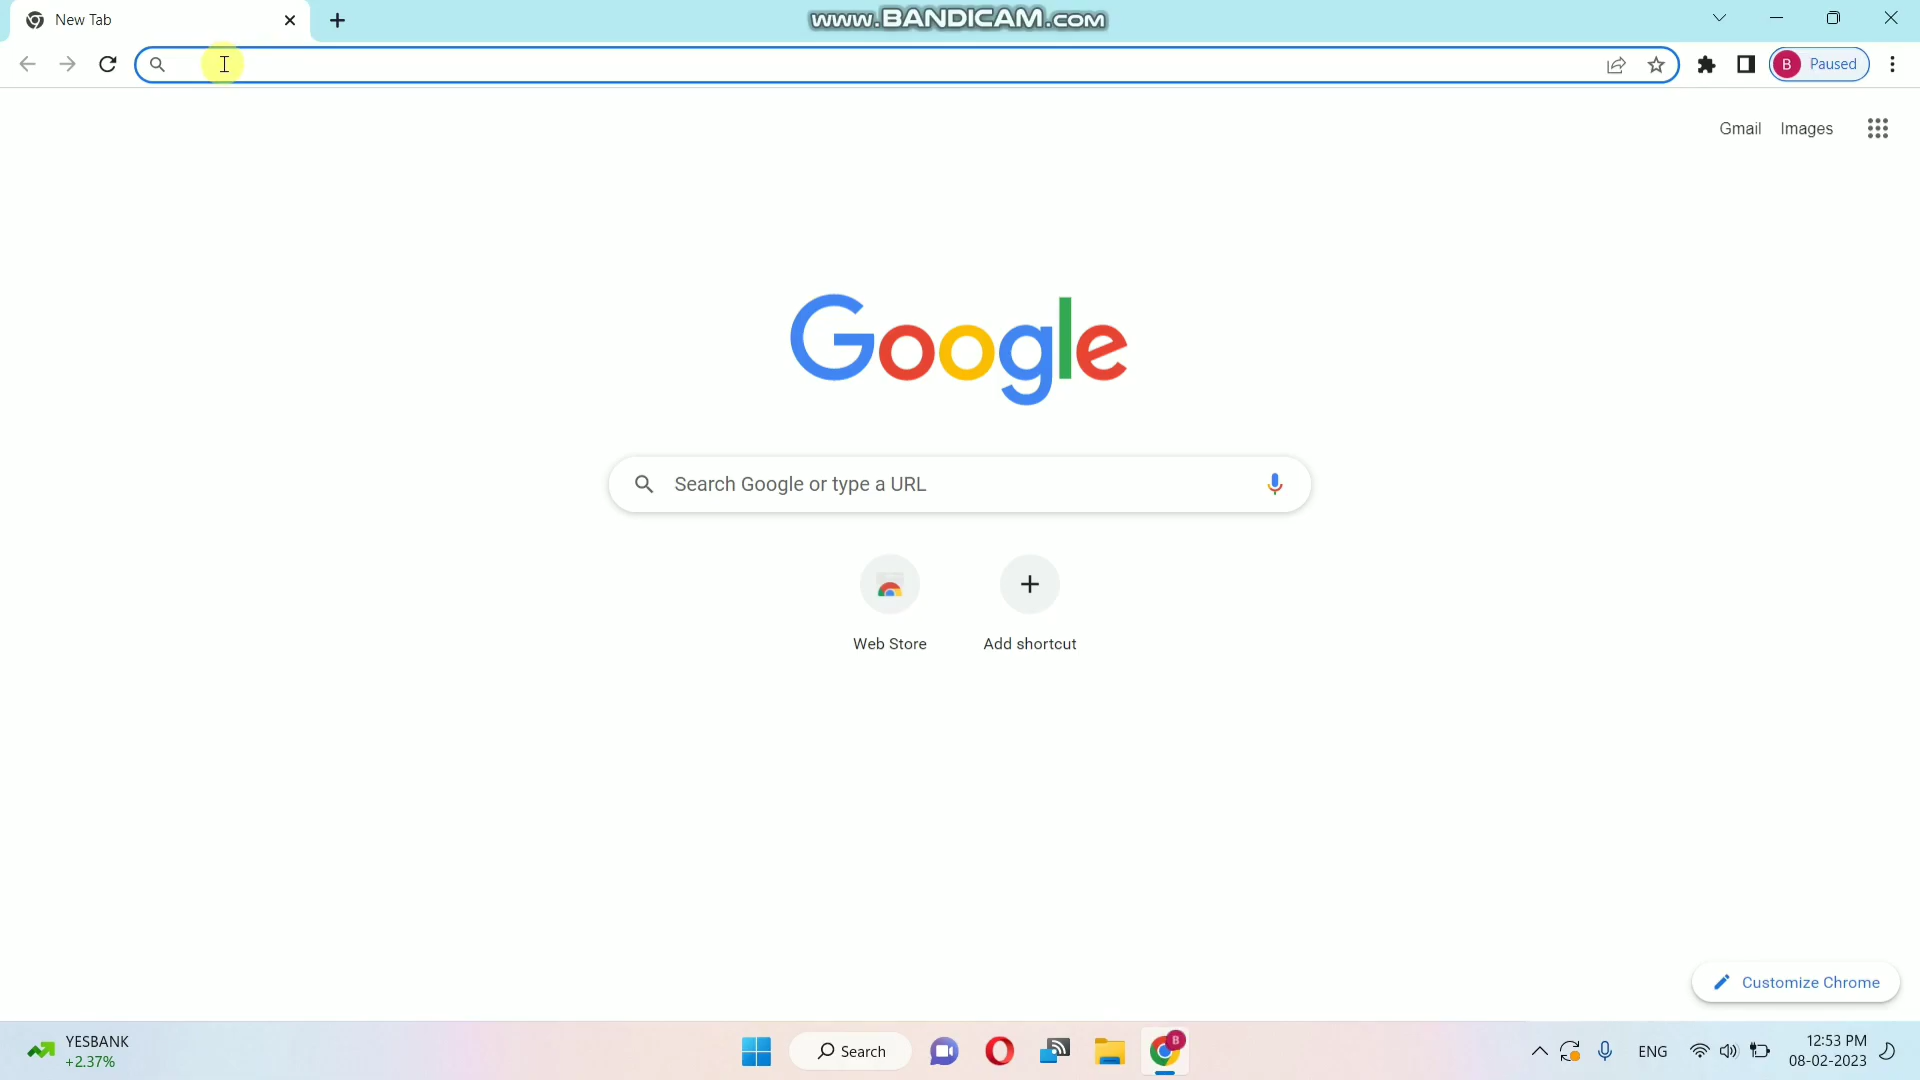 New Tab
www.BANDICAM.com
B Paused
Gmail Images
Google
Search Google or type a URL
Web Store Add shortcut
Customize Chrome
YESBANK
+2.37%
Search
B
ENG
12:53 PM
08-02-2023